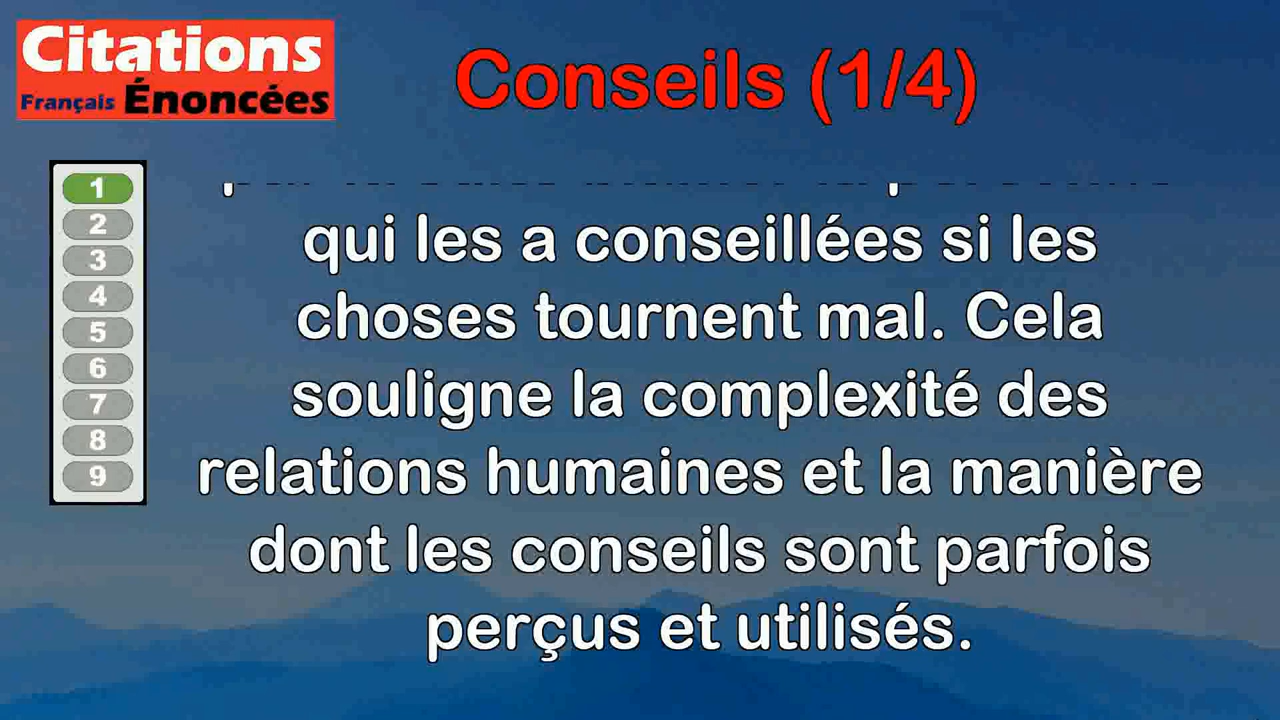 Citations
Français Énoncées
Conseils (1/4)
1
2
3
4
5
6
7
8
9
qui les a conseillées si les
choses tournent mal. Cela
souligne la complexité des
relations humaines et la manière
dont les conseils sont parfois
perçus et utilisés.